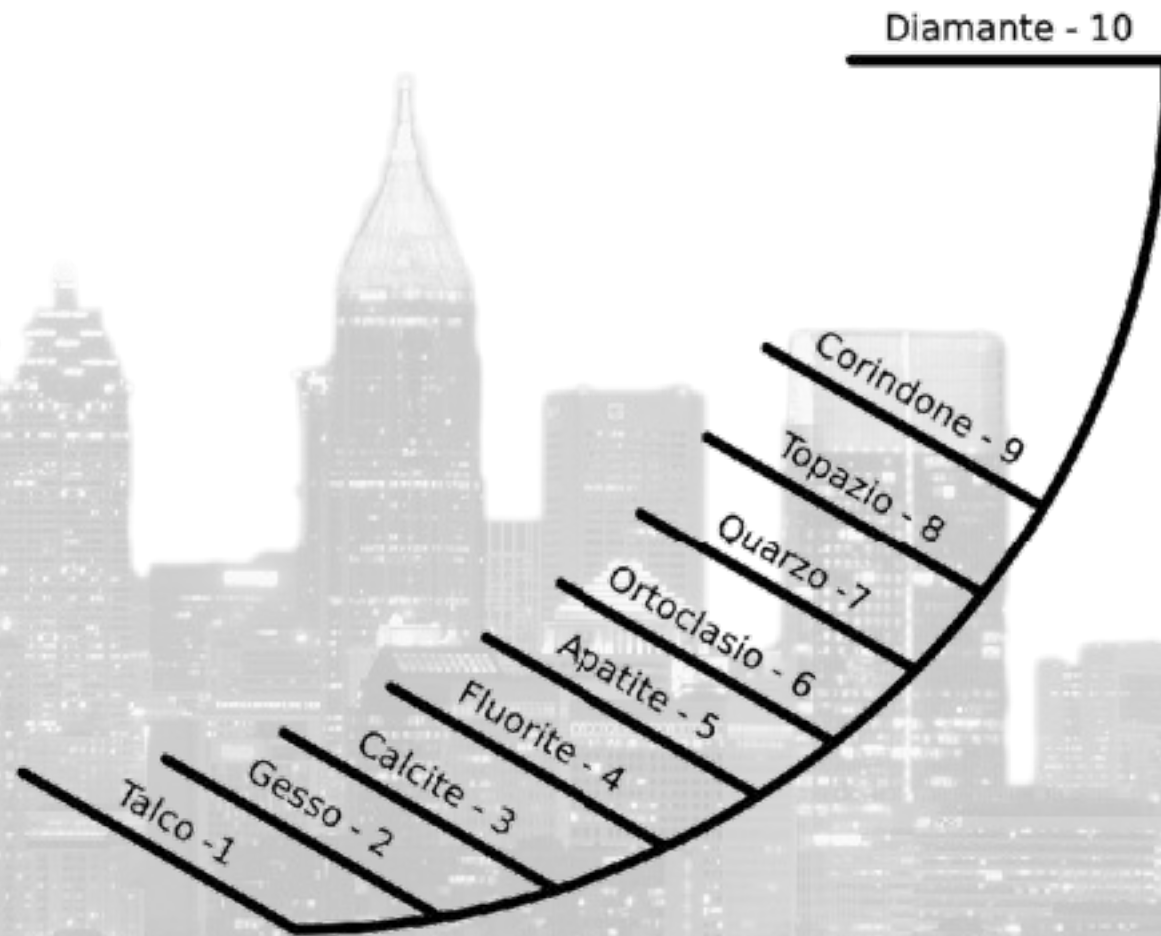 Diamante - 10
Corindone - 9
Topazio - 8
Quarzo -7
Ortoclasio - 6
Apatite - 5
Fluorite - 4
Calcite - 3
Gesso - 2
Talco -1